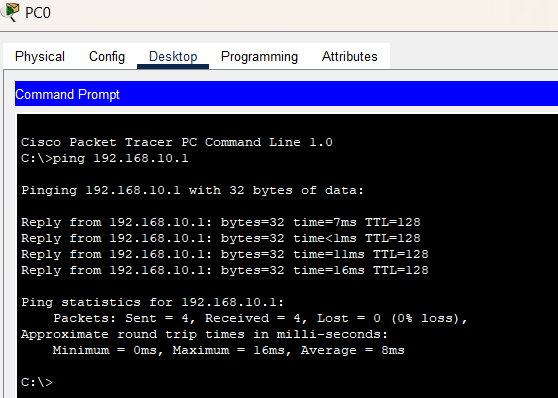 PC0
Physical Config Desktop Programming Attributes
Command Prompt
Cisco Packet Tracer PC Command Line 1.0
C:\>ping 192.168.10.1
Pinging 192.168.10.1 with 32 bytes of data:
Reply from 192.168.10.1: bytes=32 time=7ms TTL=128
Reply from 192.168.10.1: bytes=32 time<1ms TTL=128
Reply from 192.168.10.1: bytes=32 time=11ms TTL=128
Reply from 192.168.10.1: bytes=32 time=16ms TTL=128
Ping statistics for 192.168.10.1:
Packets: Sent = 4, Received = 4, Lost = 0 (0% loss),
Approximate round trip times in milli-seconds:
Minimum = 0ms, Maximum = 16ms, Average = 8ms
C:\>